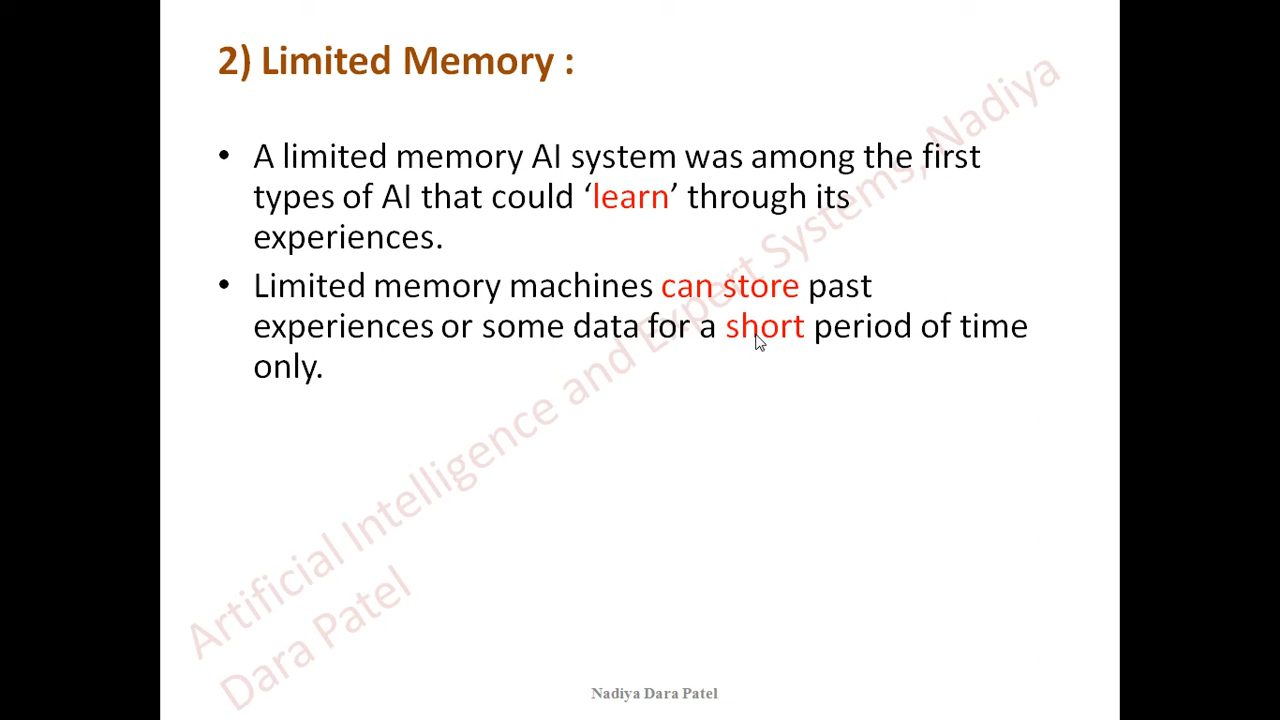 2) Limited Memory :
• A limited memory AI system was among the first
types of AI that could ‘learn’ through its
experiences.
• Limited memory machines can store past
experiences or some data for a short period of time
only.
Artificial Intelligence and Expert Systems, Nadiya
Dara Patel
Nadiya Dara Patel